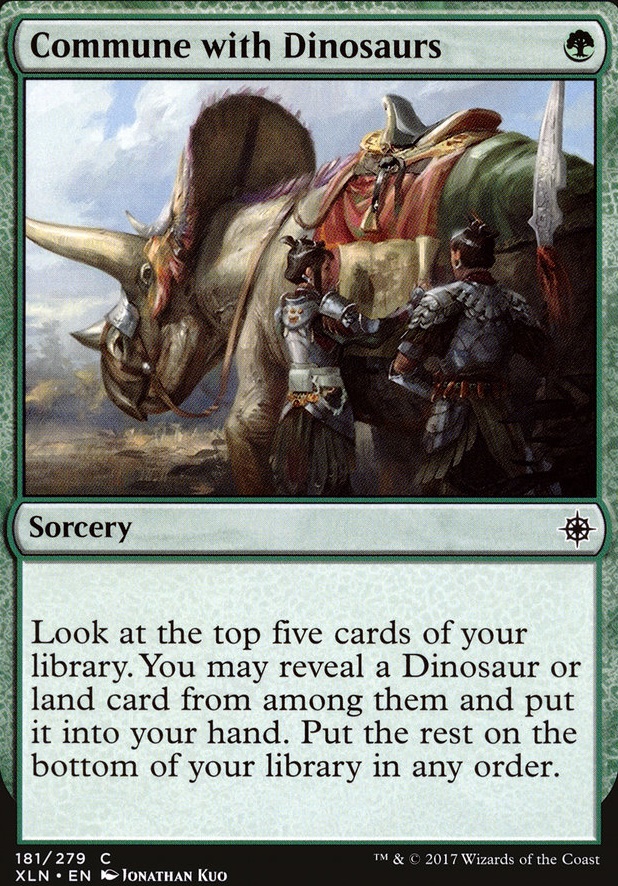 Commune with Dinosaurs
Sorcery
Look at the top five cards of your
library. You may reveal a Dinosaur or
land card from among them and put
it into your hand. Put the rest on the
bottom of your library in any order.
181/279 C
XLN • EN Jonathan Kuo
™ & © 2017 Wizards of the Coast